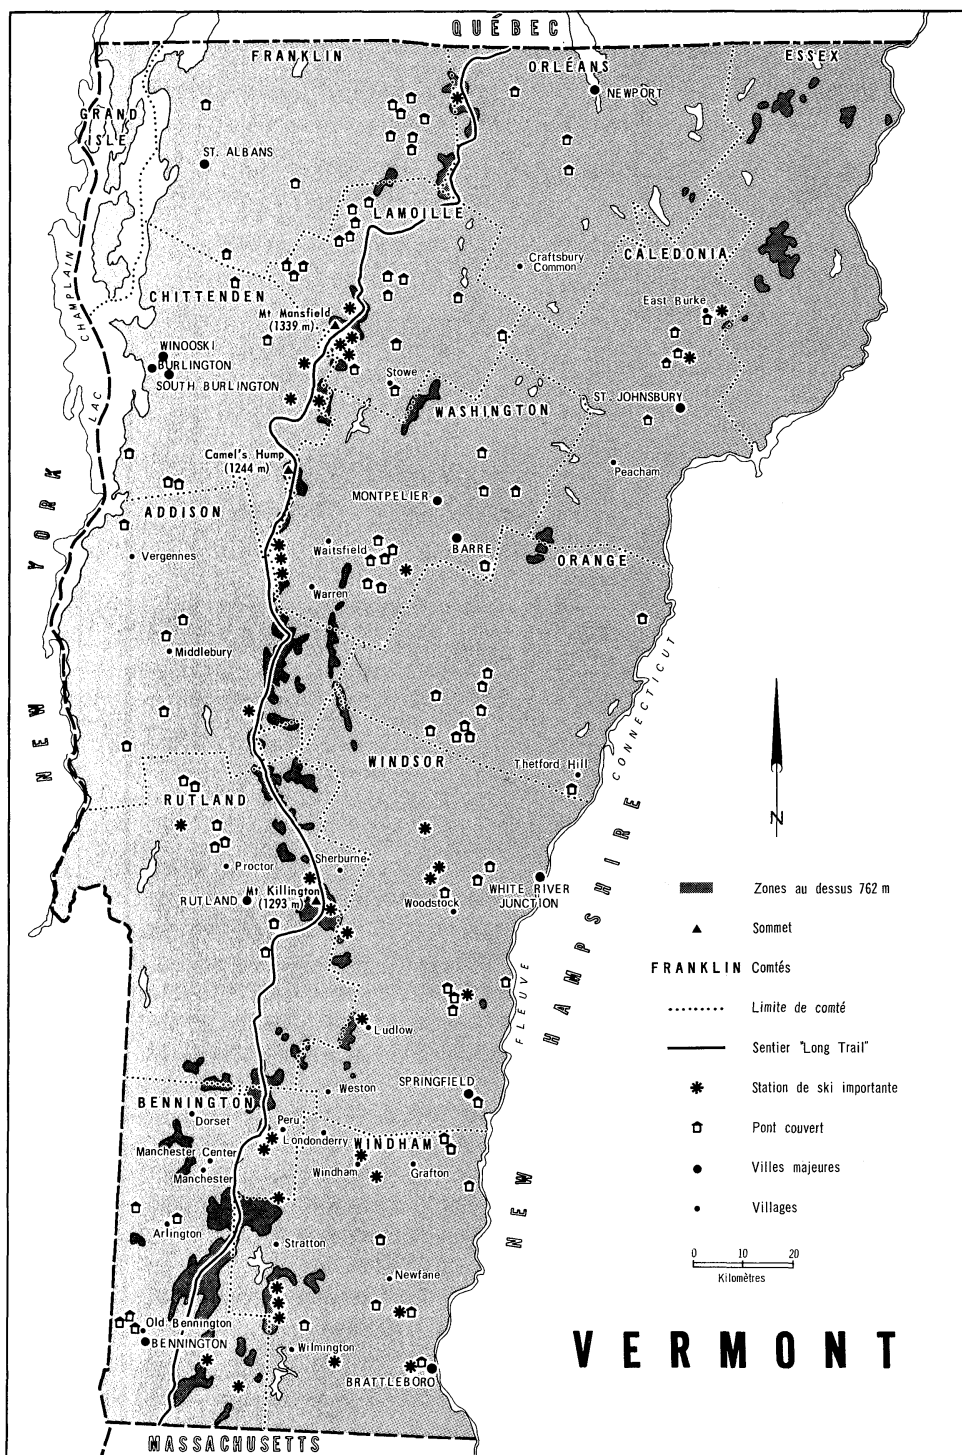 QUÉBEC
FRANKLIN
ORLÉANS
ESSEX
NEWPORT
GRAND
ISLE
ST. ALBANS
LAMOILLE
CALEDONIA
Craftsbury
Common
CHITTENDEN
East Burke
Mt Mansfield
(1339 m)
LAC CHAMPLAIN
WINOOSKI
BURLINGTON
SOUTH BURLINGTON
Stowe
WASHINGTON
ST. JOHNSBURY
Camel's Hump
(1244 m)
Peacham
MONTPELIER
ADDISON
Vergennes
Waitsfield
BARRE
ORANGE
Warren
NEW YORK
Middlebury
WINDSOR
Thetford Hill
RUTLAND
Proctor
Sherburne
Mt Killington
(1293 m)
RUTLAND
Woodstock
WHITE RIVER
JUNCTION
FLEUVE CONNECTICUT
NEW HAMPSHIRE
Ludlow
Weston
SPRINGFIELD
BENNINGTON
Dorset
Peru
Londonderry
WINDHAM
Manchester Center
Manchester
Windham
Grafton
Arlington
Stratton
Newfane
Old Bennington
BENNINGTON
Wilmington
BRATTLEBORO
MASSACHUSETTS
N
Zones au dessus 762 m
Sommet
FRANKLIN Comtés
Limite de comté
Sentier "Long Trail"
Station de ski importante
Pont couvert
Villes majeures
Villages
0 10 20
Kilomètres
VERMONT